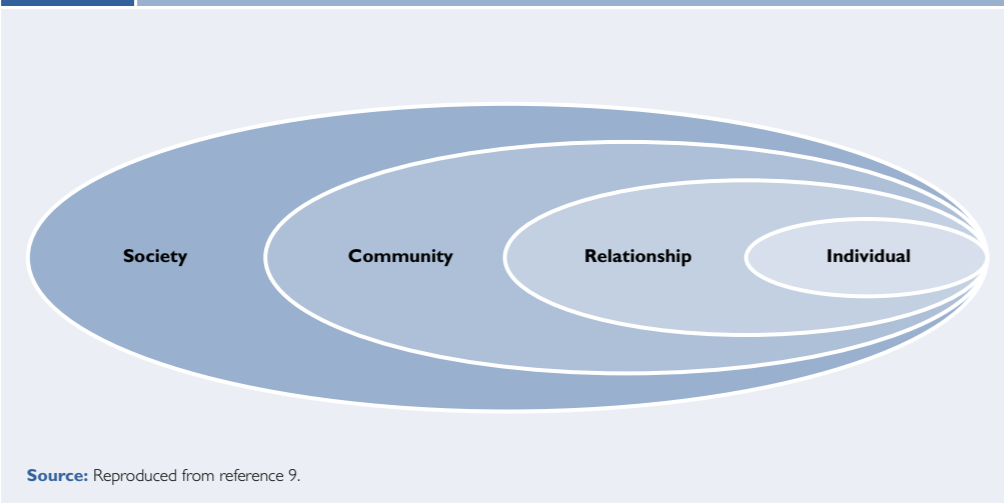 Society Community Relationship Individual
Source: Reproduced from reference 9.